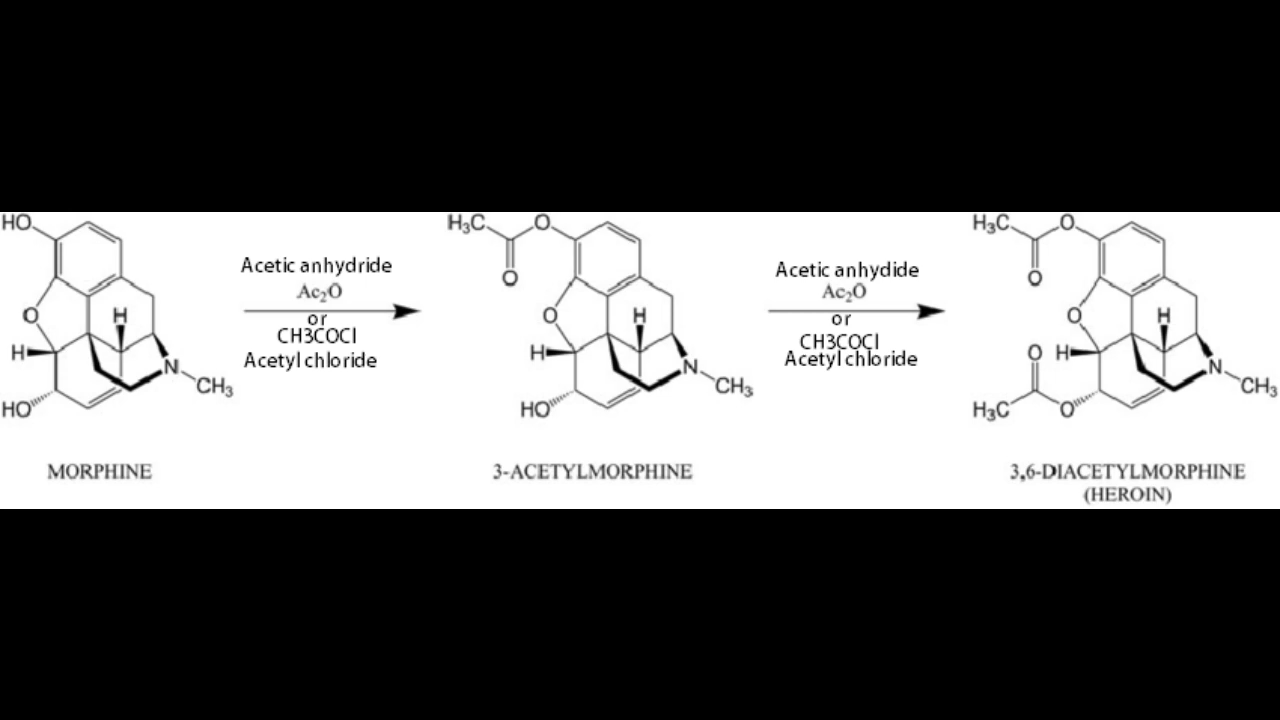 HO
H₃C
O
O
H₃C
O
O
Acetic anhydride
Ac₂O
or
CH3COCl
Acetyl chloride
Acetic anhydide
Ac₂O
or
CH3COCl
Acetyl chloride
O
H
H
N
CH₃
HO
O
H
H
N
CH₃
HO
O
H
H
N
CH₃
O
H₃C
O
MORPHINE
3-ACETYLMORPHINE
3,6-DIACETYLMORPHINE
(HEROIN)